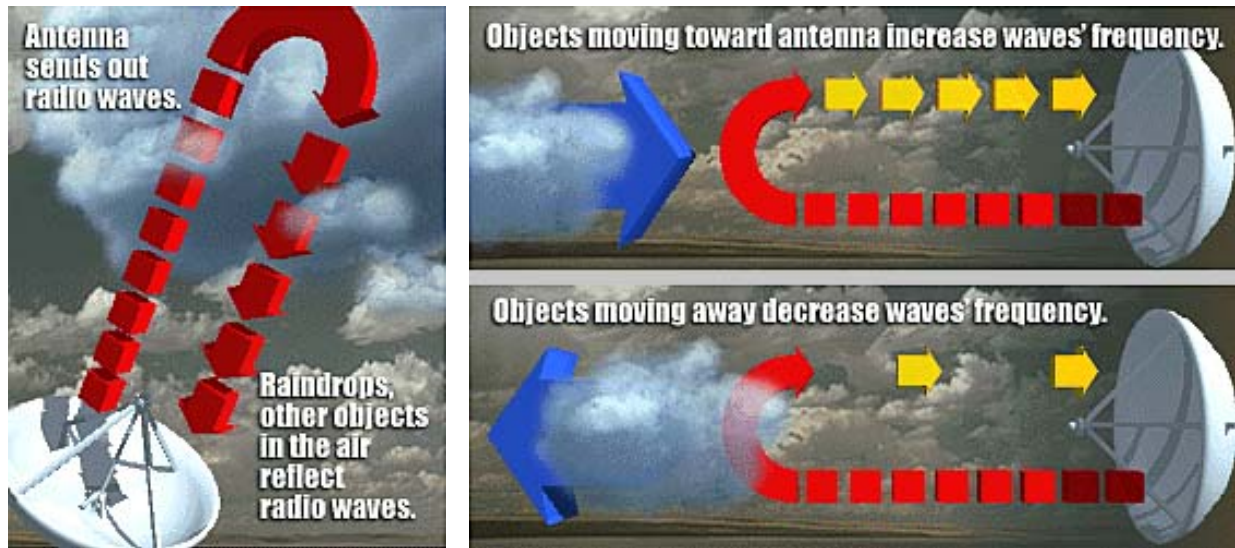 Antenna
sends out
radio waves.
Raindrops,
other objects
in the air
reflect
radio waves.
Objects moving toward antenna increase waves' frequency.
Objects moving away decrease waves' frequency.